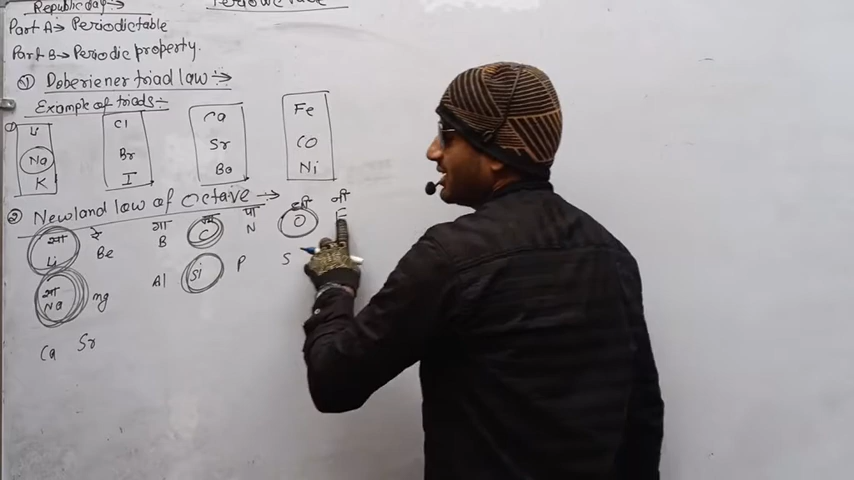 Republic day→
Part A→ Periodic table
Part B→ Periodic property.
① Doberiener triad law :→
Example of triads:-
① Li Cl Ca Fe
Na Br Sr CO
K I Ba Ni
② Newland law of Octave →
सा रे गा मा पा धा नी
Li Be B C N O F
सा
Na mg Al Si P S
Ca Sr